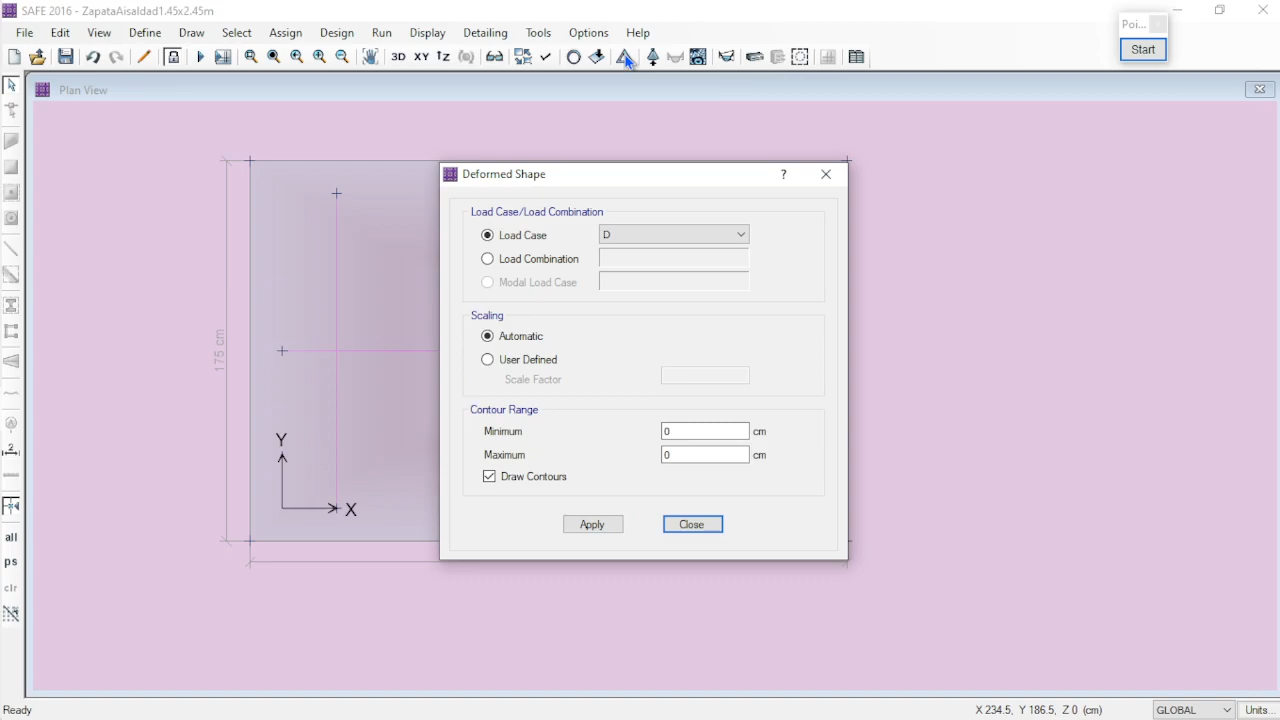 SAFE 2016 - ZapataAisaldad1.45x2.45m
Poi...
File Edit View Define Draw Select Assign Design Run Display Detailing Tools Options Help
Start
3D XY
Plan View
Deformed Shape ?
Load Case/Load Combination
Load Case D
Load Combination
Modal Load Case
Scaling
Automatic
User Defined
Scale Factor
175 cm
Contour Range
Minimum 0 cm
Maximum 0 cm
Draw Contours
Y
X
Apply Close
2
all
ps
clr
Ready X 234.5, Y 186.5, Z 0 (cm) GLOBAL Units...